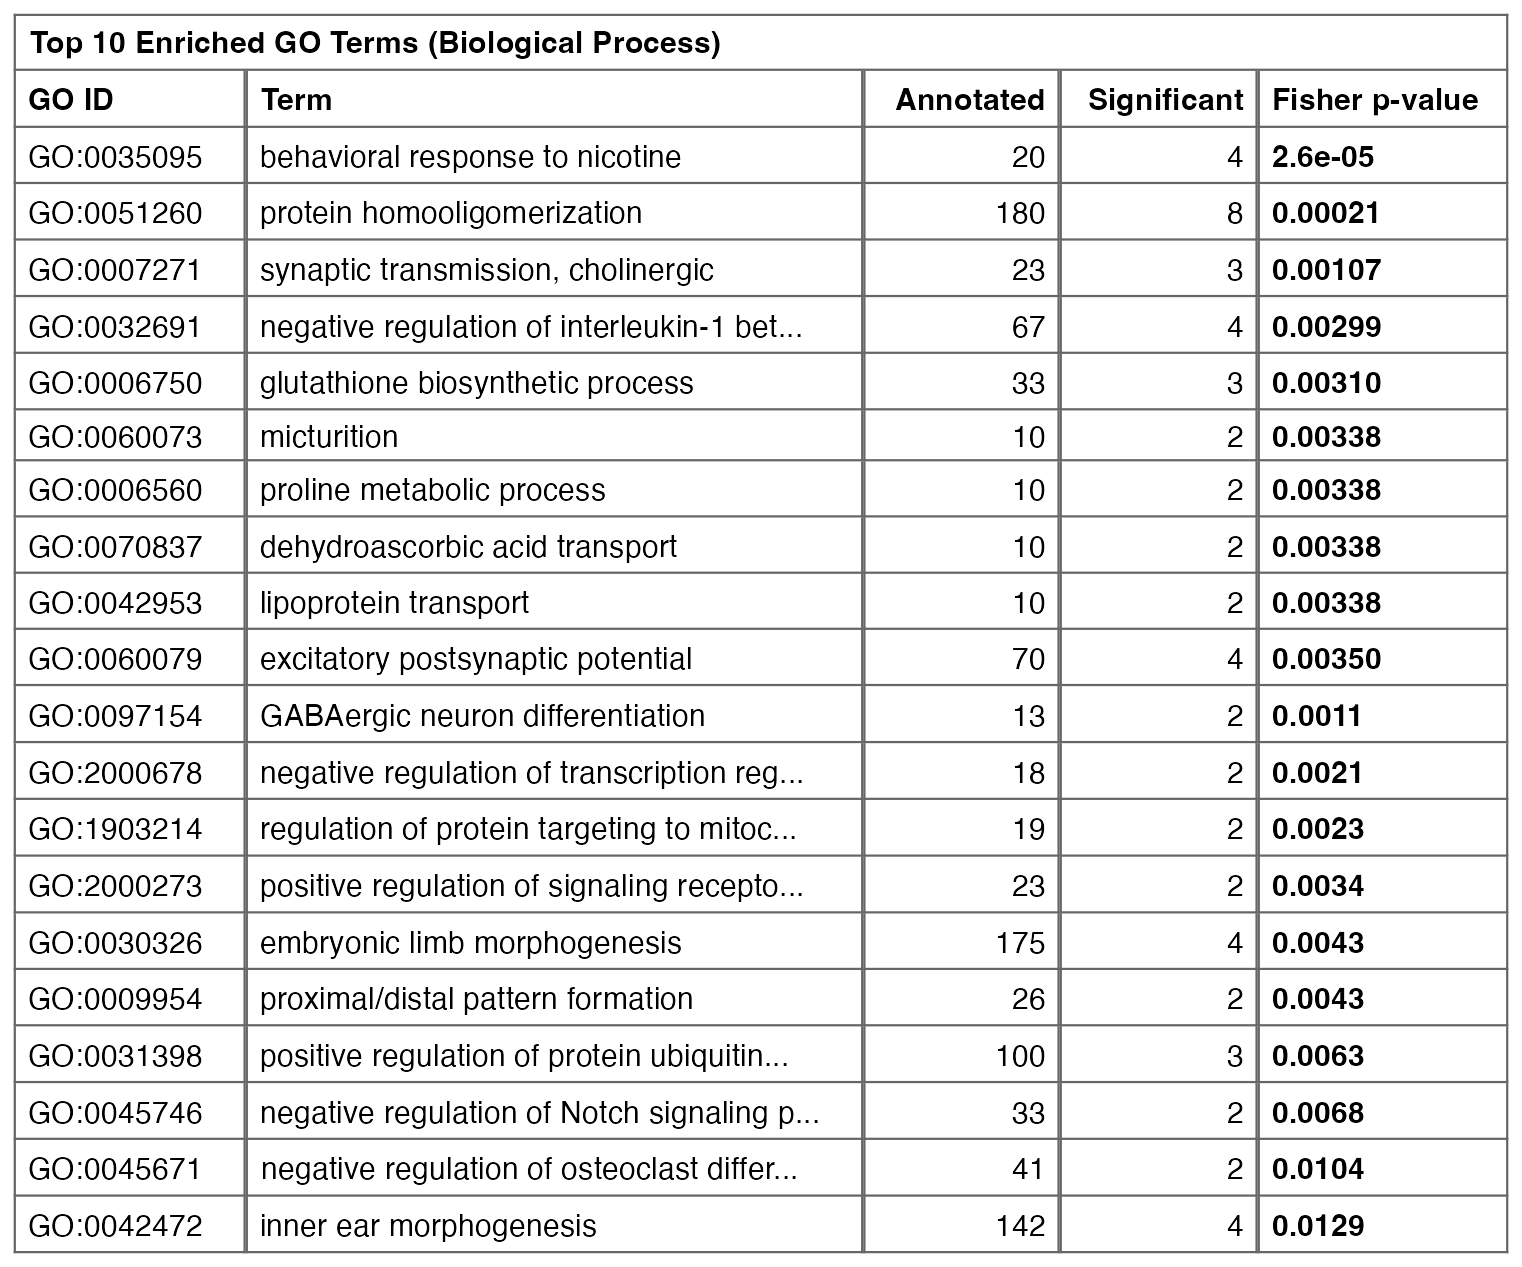 Top 10 Enriched GO Terms (Biological Process)
GO ID Term Annotated Significant Fisher p-value
GO:0035095 behavioral response to nicotine 20 4 2.6e-05
GO:0051260 protein homooligomerization 180 8 0.00021
GO:0007271 synaptic transmission, cholinergic 23 3 0.00107
GO:0032691 negative regulation of interleukin-1 bet... 67 4 0.00299
GO:0006750 glutathione biosynthetic process 33 3 0.00310
GO:0060073 micturition 10 2 0.00338
GO:0006560 proline metabolic process 10 2 0.00338
GO:0070837 dehydroascorbic acid transport 10 2 0.00338
GO:0042953 lipoprotein transport 10 2 0.00338
GO:0060079 excitatory postsynaptic potential 70 4 0.00350
GO:0097154 GABAergic neuron differentiation 13 2 0.0011
GO:2000678 negative regulation of transcription reg... 18 2 0.0021
GO:1903214 regulation of protein targeting to mitoc... 19 2 0.0023
GO:2000273 positive regulation of signaling recepto... 23 2 0.0034
GO:0030326 embryonic limb morphogenesis 175 4 0.0043
GO:0009954 proximal/distal pattern formation 26 2 0.0043
GO:0031398 positive regulation of protein ubiquitin... 100 3 0.0063
GO:0045746 negative regulation of Notch signaling p... 33 2 0.0068
GO:0045671 negative regulation of osteoclast differ... 41 2 0.0104
GO:0042472 inner ear morphogenesis 142 4 0.0129